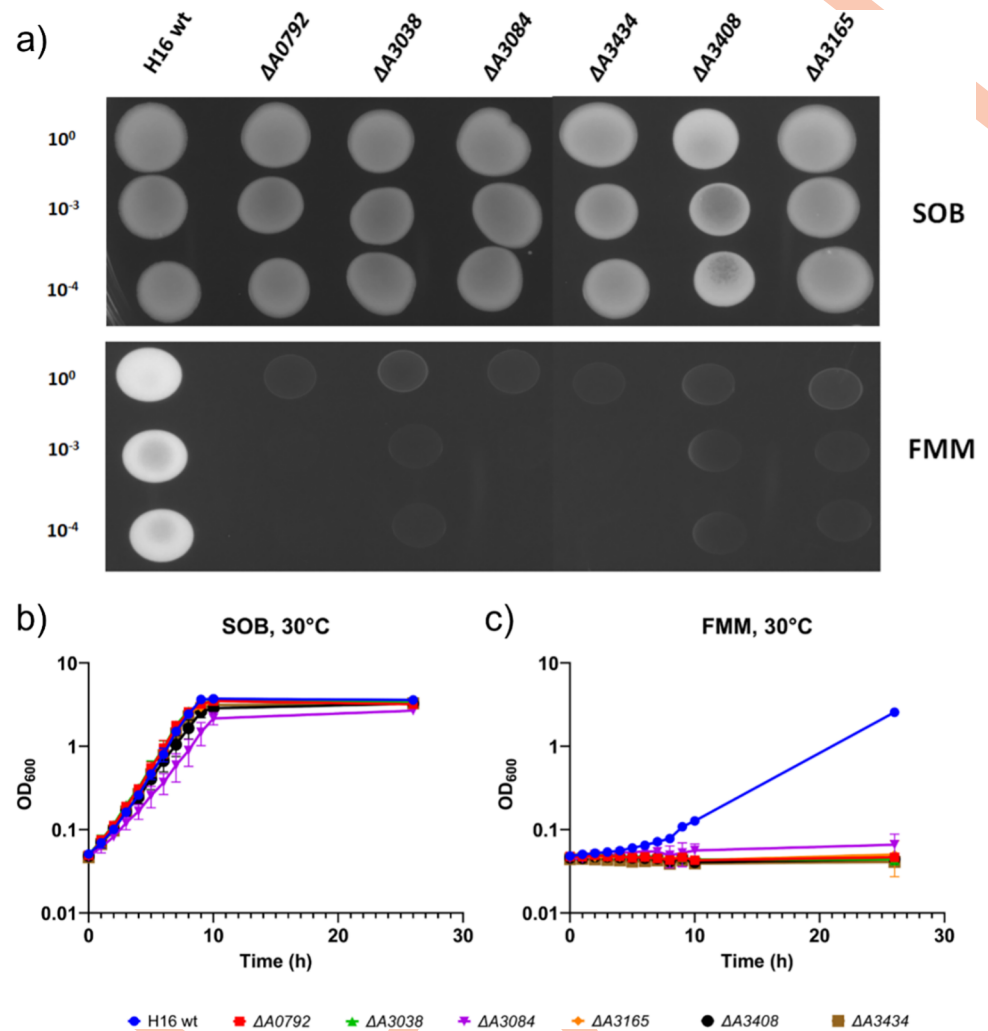 a)
H16 wt ΔA0792 ΔA3038 ΔA3084 ΔA3434 ΔA3408 ΔA3165
10⁰
10⁻³
SOB
10⁻⁴
10⁰
10⁻³
FMM
10⁻⁴
b)
SOB, 30°C
10
1
0.1
0.01
OD₆₀₀
0 10 20 30
Time (h)
c)
FMM, 30°C
10
1
0.1
0.01
OD₆₀₀
0 10 20 30
Time (h)
H16 wt ΔA0792 ΔA3038 ΔA3084 ΔA3165 ΔA3408 ΔA3434